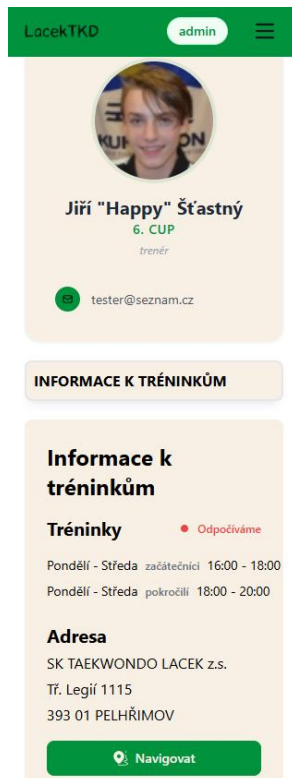 LacekTKD admin
Jiří "Happy" Šťastný
6. CUP
trenér
tester@seznam.cz
INFORMACE K TRÉNINKŮM
Informace k
tréninkům
Tréninky Odpočíváme
Pondělí - Středa začátečníci 16:00 - 18:00
Pondělí - Středa pokročilí 18:00 - 20:00
Adresa
SK TAEKWONDO LACEK z.s.
Tř. Legií 1115
393 01 PELHŘIMOV
Navigovat